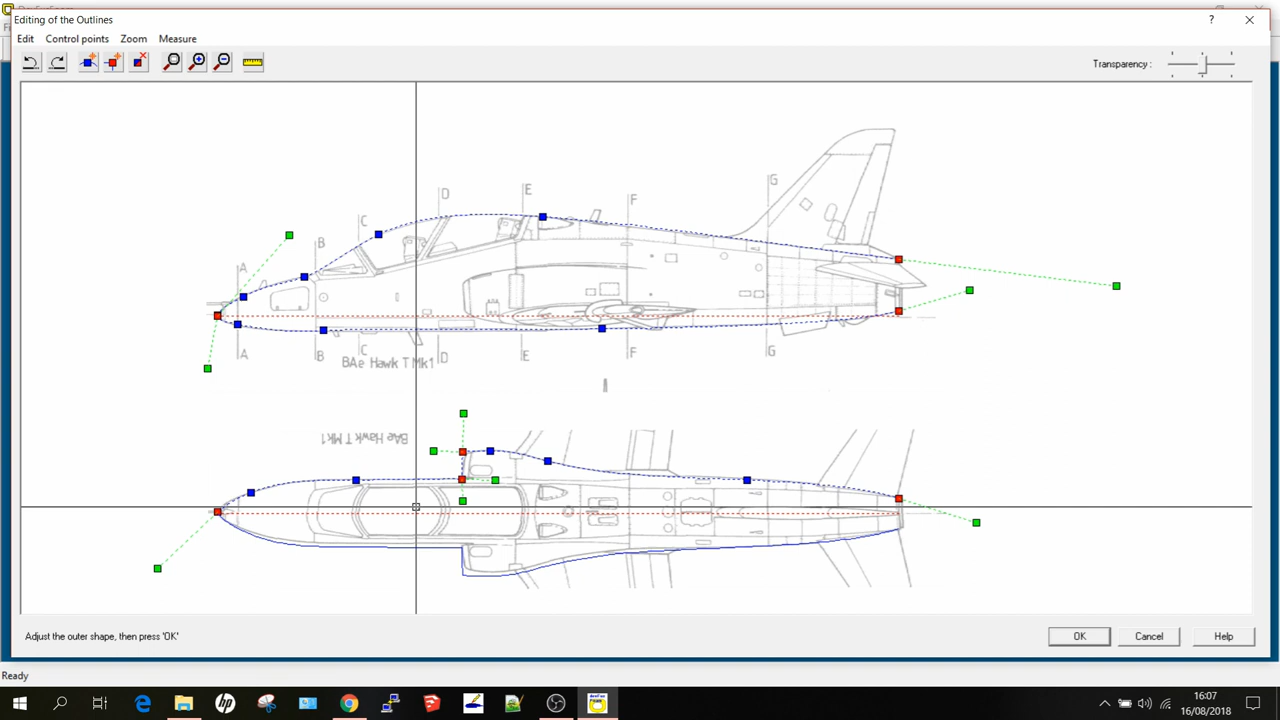 Editing of the Outlines
?
Edit Control points Zoom Measure
Transparency :
A B C D E F G
A B C D E F G
BAe Hawk T Mk1
BAe Hawk T Mk1
Adjust the outer shape, then press 'OK'
OK Cancel Help
Ready
hp
16:07
16/08/2018